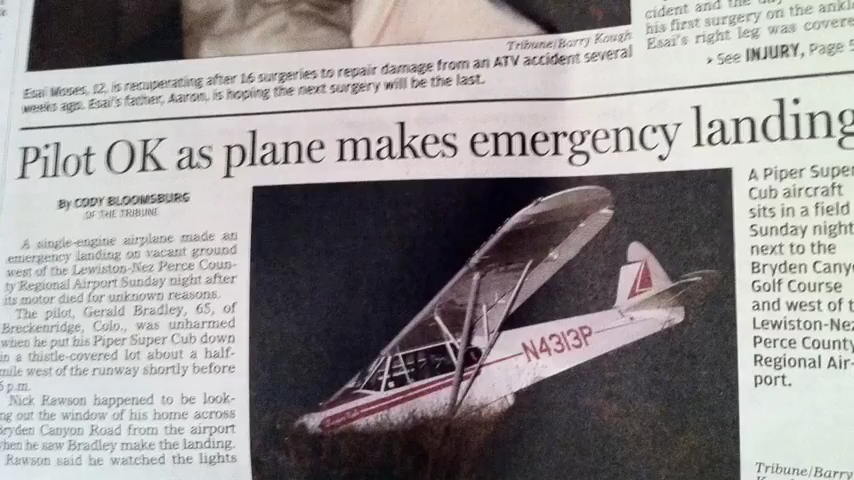 Tribune/Barry Kough
Esai Moses, 12, is recuperating after 16 surgeries to repair damage from an ATV accident several
weeks ago. Esai's father, Aaron, is hoping the next surgery will be the last.
cident and the day
his first surgery on the ankl
Esai's right leg was covere
See INJURY, Page 5
Pilot OK as plane makes emergency landing
By CODY BLOOMSBURG
OF THE TRIBUNE
A single-engine airplane made an
emergency landing on vacant ground
west of the Lewiston-Nez Perce Coun-
ty Regional Airport Sunday night after
its motor died for unknown reasons.
The pilot, Gerald Bradley, 65, of
Breckenridge, Colo., was unharmed
when he put his Piper Super Cub down
in a thistle-covered lot about a half-
mile west of the runway shortly before
6 p.m.
Nick Rawson happened to be look-
ng out the window of his home across
Bryden Canyon Road from the airport
when he saw Bradley make the landing.
Rawson said he watched the lights
N4313P
A Piper Super
Cub aircraft
sits in a field
Sunday night
next to the
Bryden Canyo
Golf Course
and west of t
Lewiston-Nez
Perce County
Regional Air-
port.
Tribune/Barry